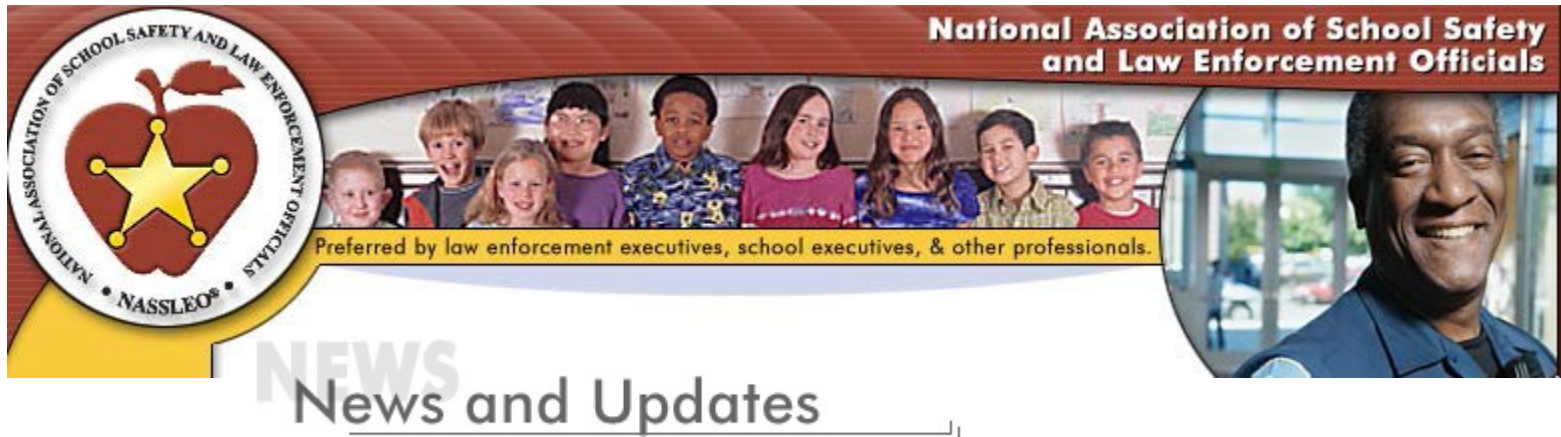 NATIONAL ASSOCIATION OF SCHOOL SAFETY AND LAW ENFORCEMENT OFFICIALS
• NASSLEO® •
National Association of School Safety
and Law Enforcement Officials
Preferred by law enforcement executives, school executives, & other professionals.
NEWS
News and Updates